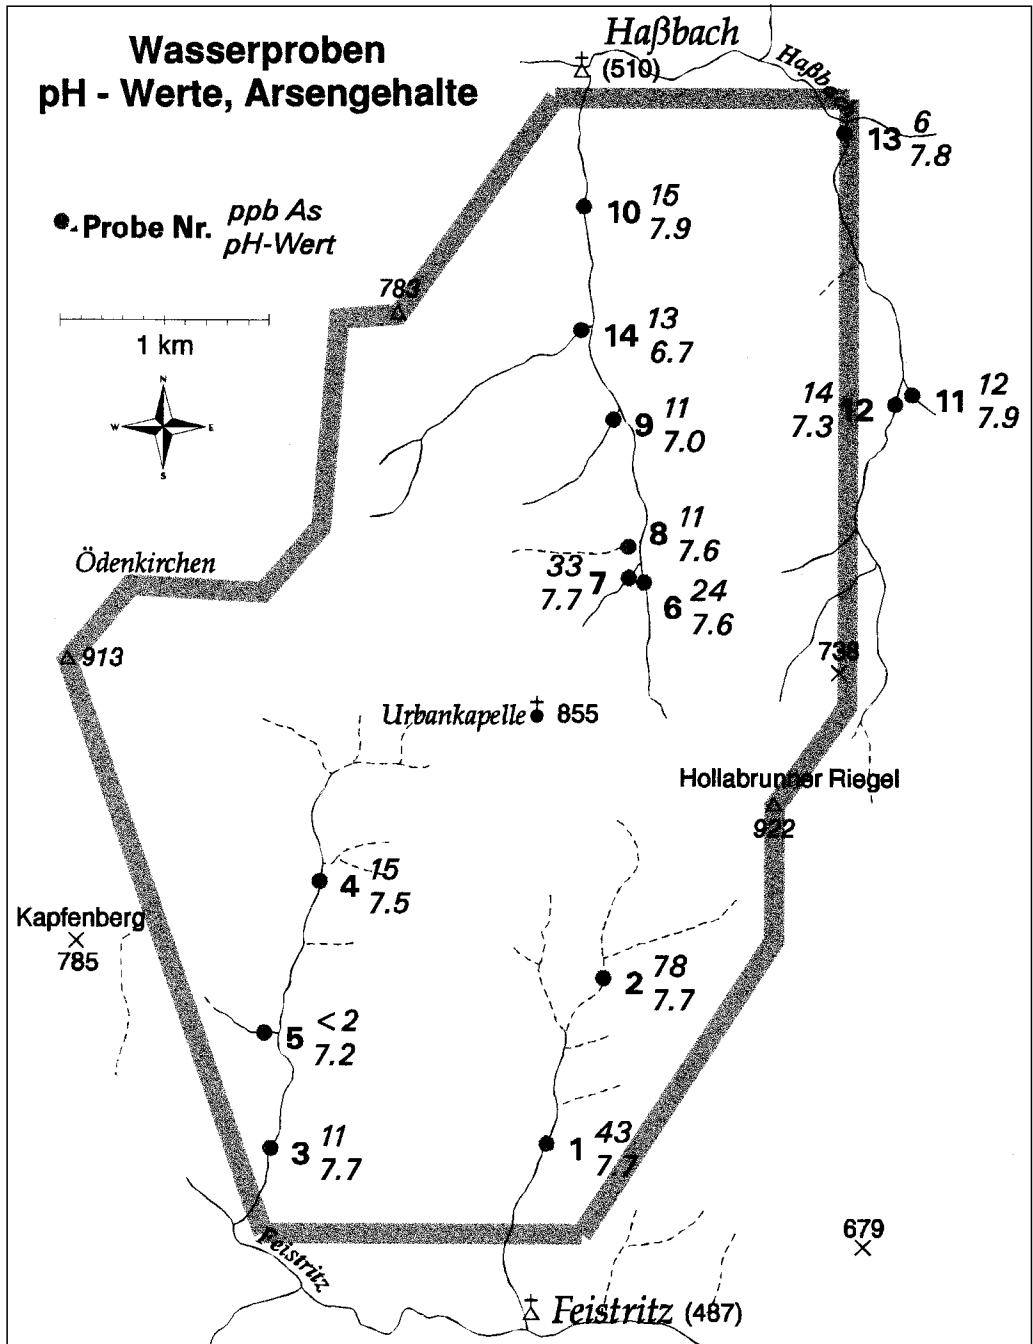 Wasserproben
pH - Werte, Arsengehalte
Haßbach
(510)
Haßb
13 6
7.8
Probe Nr. ppb As
pH-Wert
10 15
7.9
783
1 km
14 13
6.7
N
W E
S
9 11
7.0
14
7.3 12
11 12
7.9
8 11
7.6
33
7.7 7
6 24
7.6
Ödenkirchen
913
738
Urbankapelle 855
Hollabrunner Riegel
922
4 15
7.5
Kapfenberg
785
2 78
7.7
5 <2
7.2
3 11
7.7
1 43
7.7
679
Feistritz
Feistritz (487)